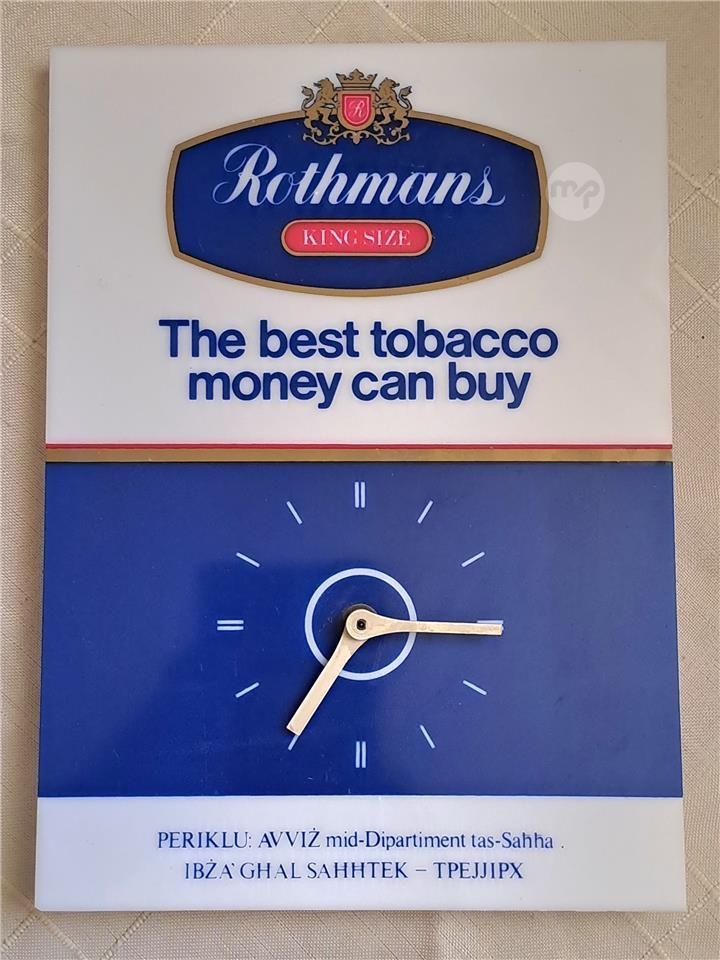 R
Rothmans
KING SIZE
mp
The best tobacco
money can buy
PERIKLU: AVVIŻ mid-Dipartiment tas-Saħħa .
IBŻA' GĦAL SAĦĦTEK – TPEJJIPX